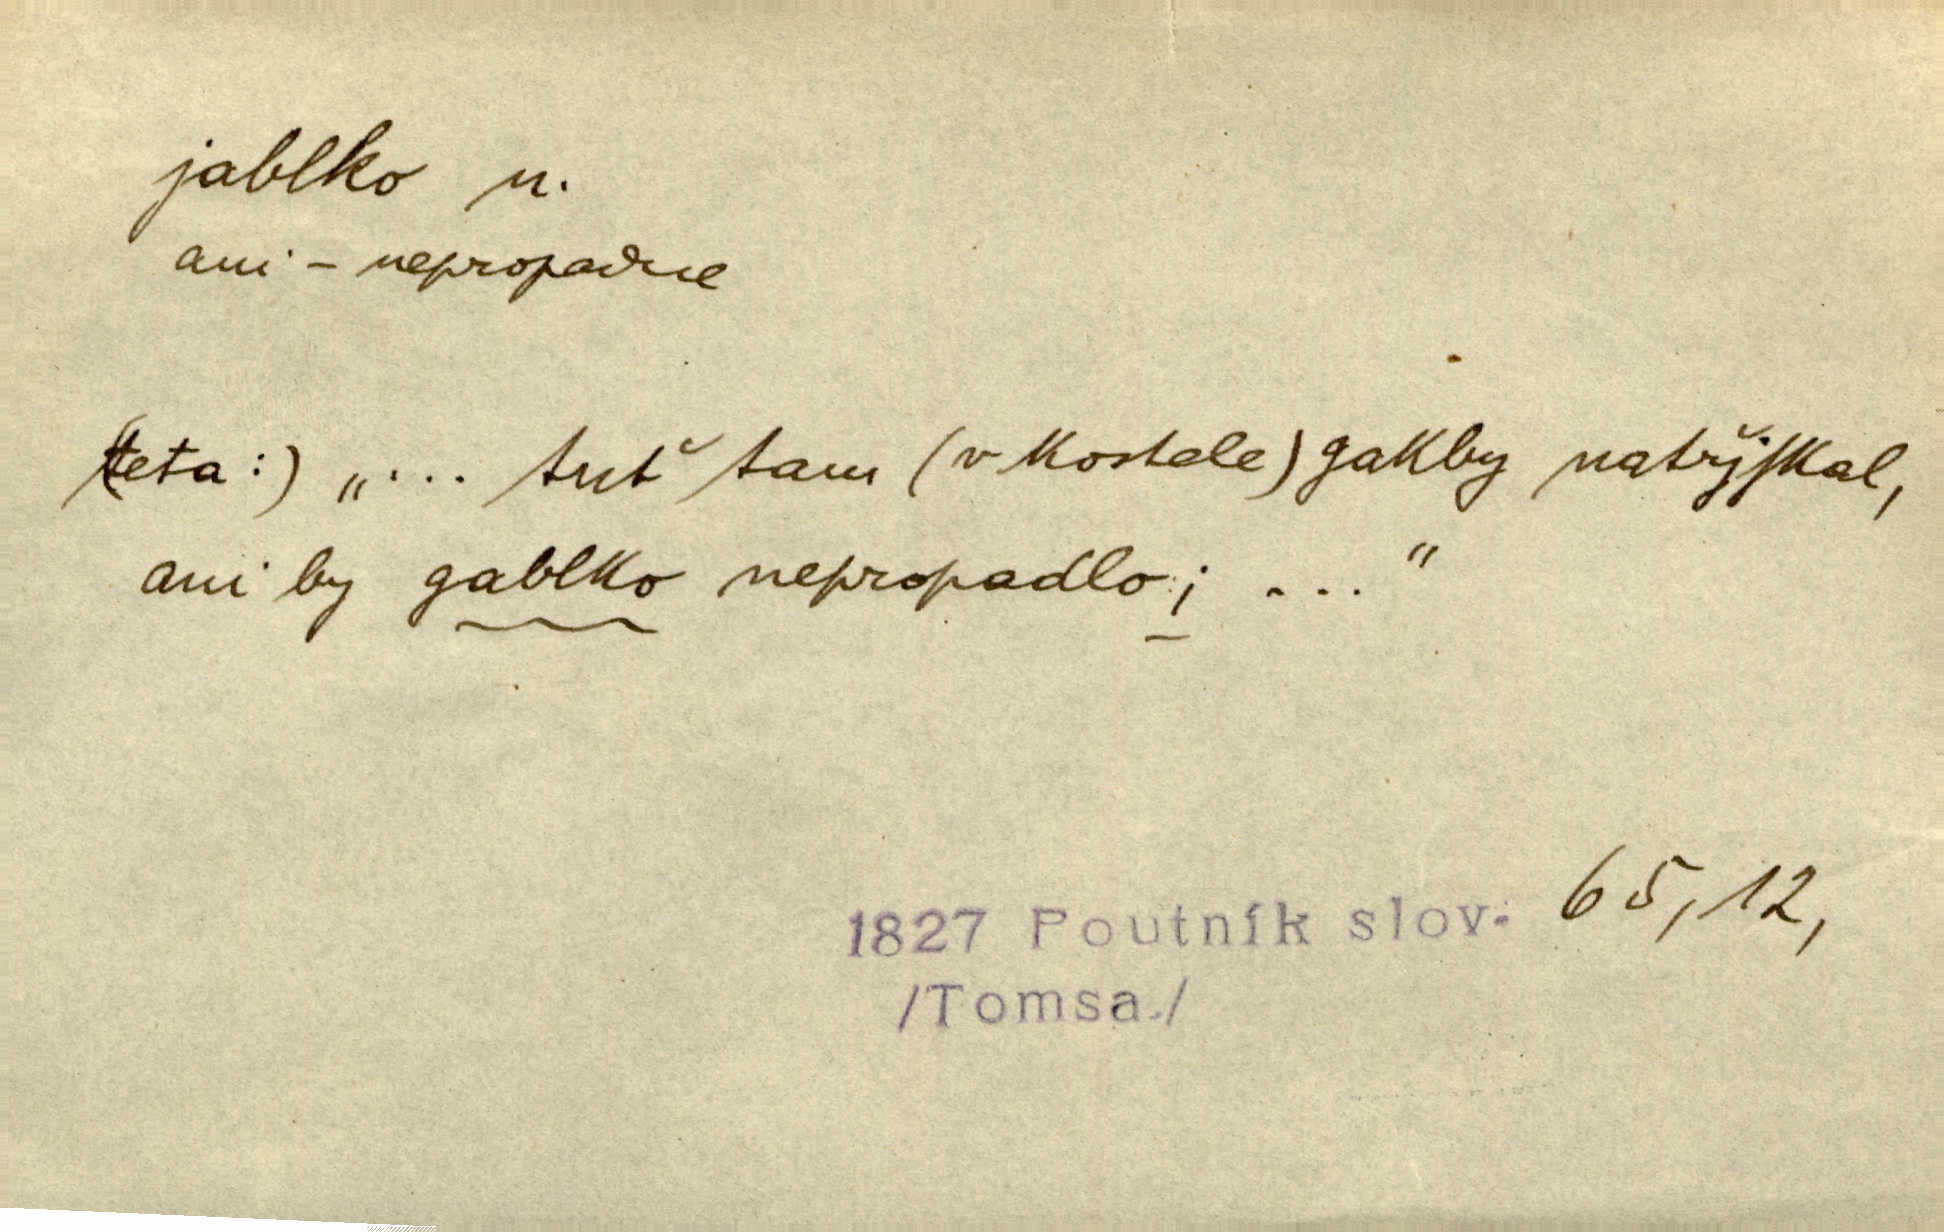 jablko n.
ani - nepropadne
(teta:) „... tuť tam (v kostele) gakby natřjskal,
ani by gablko nepropadlo; ..."
1827 Poutník slov. 65, 12,
/Tomsa./